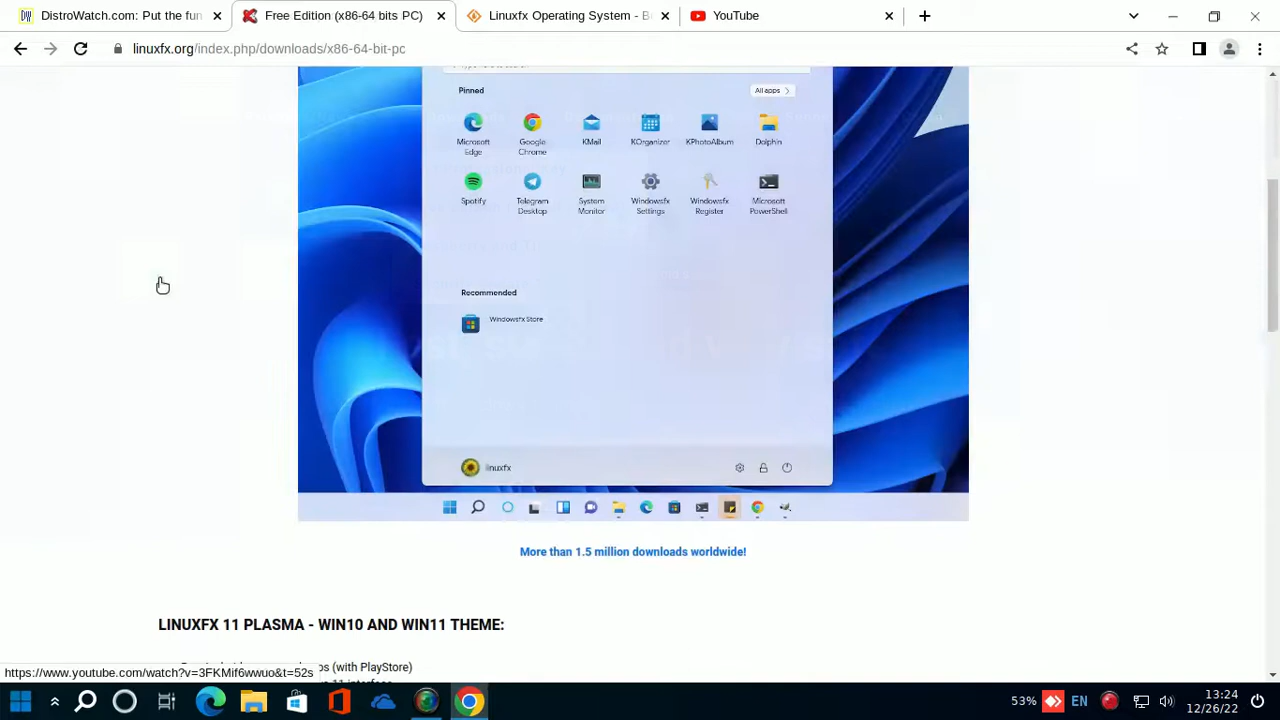 DistroWatch.com: Put the fun
Free Edition (x86-64 bits PC)
Linuxfx Operating System - B
YouTube
linuxfx.org/index.php/downloads/x86-64-bit-pc
Pinned
All apps
Microsoft Edge
Google Chrome
KMail
KOrganizer
KPhotoAlbum
Dolphin
Spotify
Telegram Desktop
System Monitor
Windowsfx Settings
Windowsfx Register
Microsoft PowerShell
Recommended
Windowsfx Store
linuxfx
More than 1.5 million downloads worldwide!
LINUXFX 11 PLASMA - WIN10 AND WIN11 THEME:
(with PlayStore)
11 interface
https://www.youtube.com/watch?v=3FKMif6wwuo&t=52s
53%
EN
13:24
12/26/22